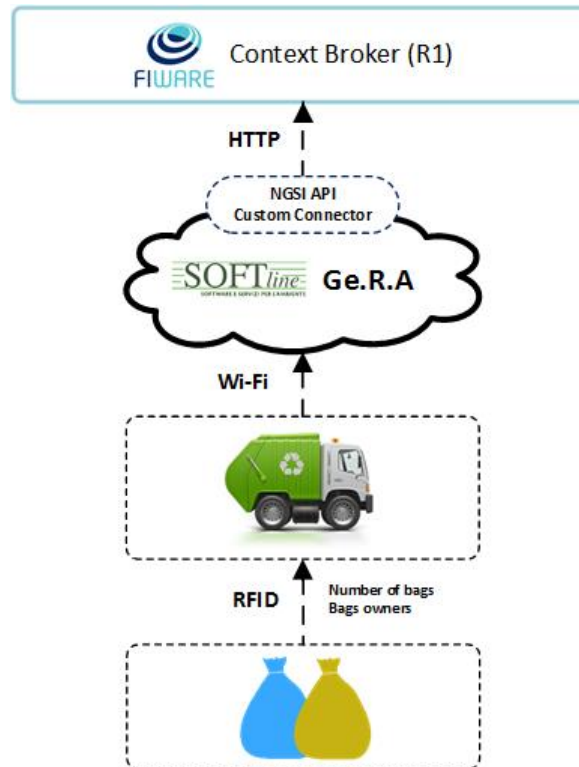 FIWARE
Context Broker (R1)
HTTP
NGSI API
Custom Connector
SOFTline
SOFTWARE E SERVIZI PER L'AMBIENTE
Ge.R.A
Wi-Fi
RFID
Number of bags
Bags owners